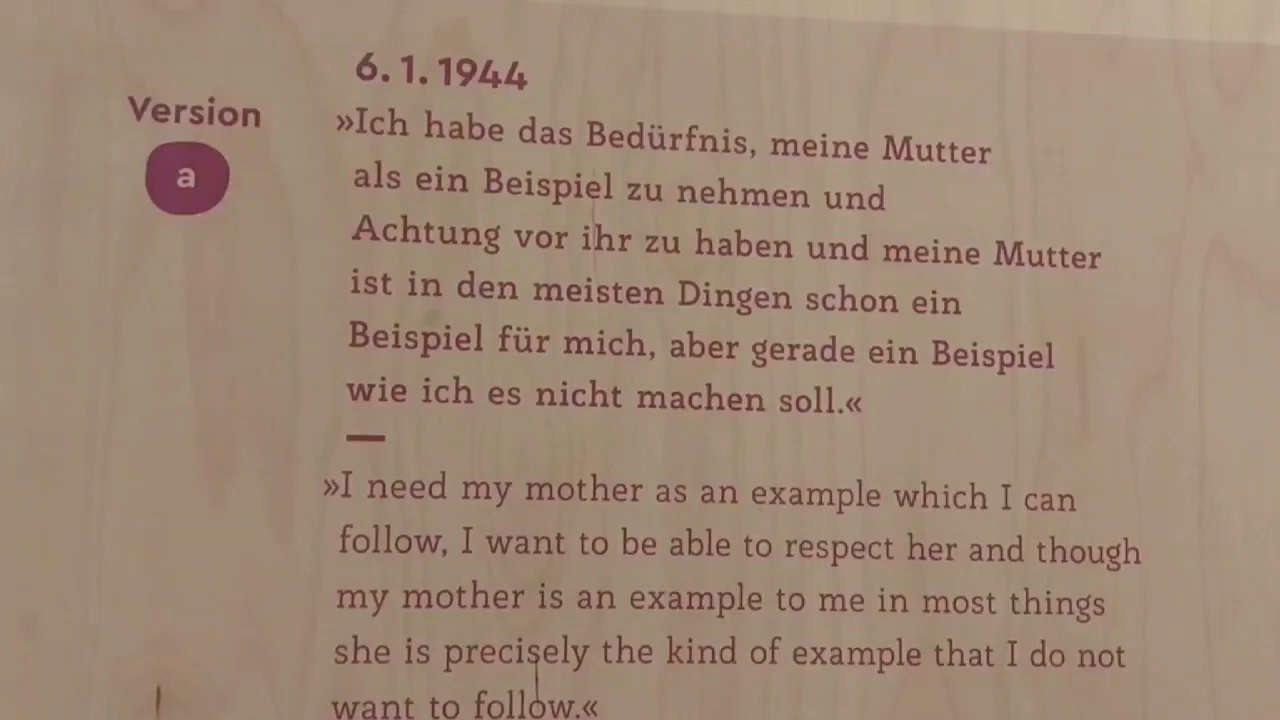 6. 1. 1944
Version
a
»Ich habe das Bedürfnis, meine Mutter
als ein Beispiel zu nehmen und
Achtung vor ihr zu haben und meine Mutter
ist in den meisten Dingen schon ein
Beispiel für mich, aber gerade ein Beispiel
wie ich es nicht machen soll.«
»I need my mother as an example which I can
follow, I want to be able to respect her and though
my mother is an example to me in most things
she is precisely the kind of example that I do not
want to follow.«